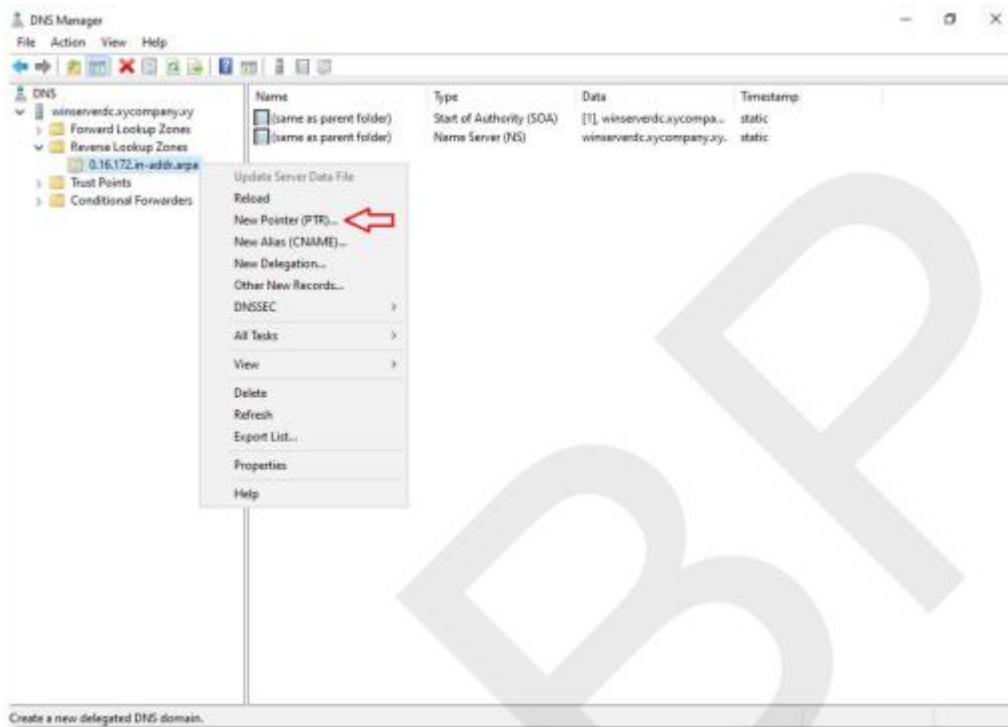 DNS Manager
File Action View Help
DNS
winserverdc.xycompany.xy
Forward Lookup Zones
Reverse Lookup Zones
0.16.172.in-addr.arpa
Trust Points
Conditional Forwarders
Name Type Data Timestamp
(same as parent folder) Start of Authority (SOA) [1], winserverdc.xycompa... static
(same as parent folder) Name Server (NS) winserverdc.xycompany.xy. static
Update Server Data File
Reload
New Pointer (PTR)...
New Alias (CNAME)...
New Delegation...
Other New Records...
DNSSEC
All Tasks
View
Delete
Refresh
Export List...
Properties
Help
Create a new delegated DNS domain.
BP